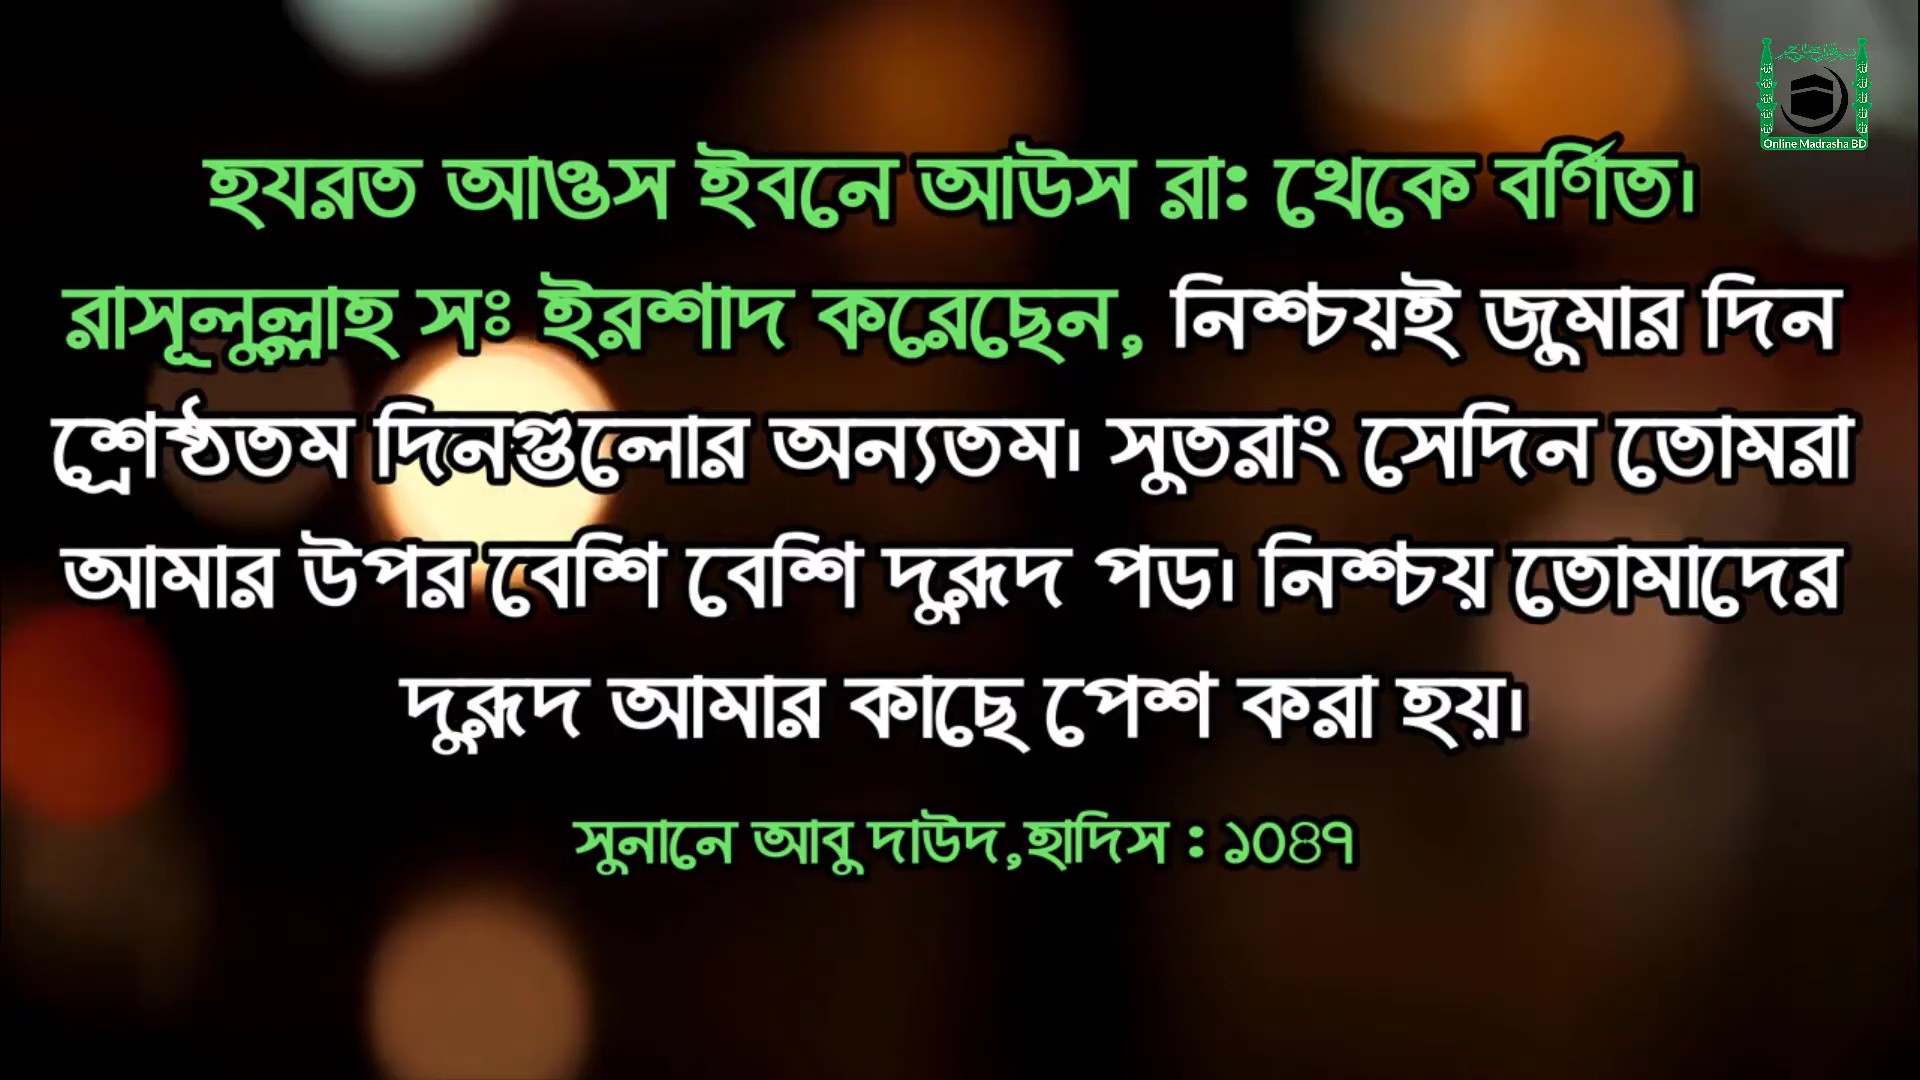 Online Madrasha BD
হযরত আওস ইবনে আউস রা: থেকে বর্ণিত।
রাসূলুল্লাহ সঃ ইরশাদ করেছেন, নিশ্চয়ই জুমার দিন
শ্রেষ্ঠতম দিনগুলোর অন্যতম। সুতরাং সেদিন তোমরা
আমার উপর বেশি বেশি দুরূদ পড়। নিশ্চয় তোমাদের
দুরূদ আমার কাছে পেশ করা হয়।
সুনানে আবু দাউদ,হাদিস : ১০৪৭